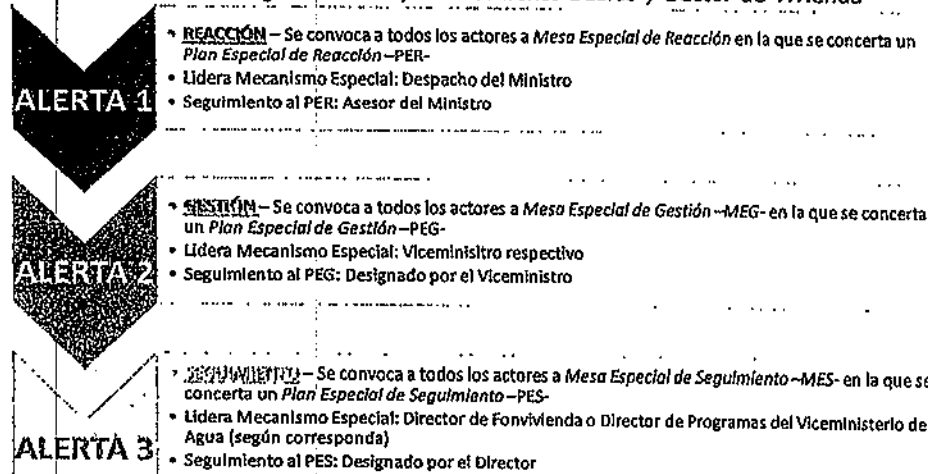 y Sector de Vivienda
ALERTA 1
• REACCIÓN – Se convoca a todos los actores a Mesa Especial de Reacción en la que se concerta un
Plan Especial de Reacción –PER-
• Lidera Mecanismo Especial: Despacho del Ministro
• Seguimiento al PER: Asesor del Ministro
ALERTA 2
• GESTIÓN – Se convoca a todos los actores a Mesa Especial de Gestión –MEG- en la que se concerta
un Plan Especial de Gestión –PEG-
• Lidera Mecanismo Especial: Viceminisitro respectivo
• Seguimiento al PEG: Designado por el Viceministro
ALERTA 3
• SEGUIMIENTO – Se convoca a todos los actores a Mesa Especial de Seguimiento –MES- en la que se
concerta un Plan Especial de Seguimiento –PES-
• Lidera Mecanismo Especial: Director de Fonvivienda o Director de Programas del Viceministerio de
Agua (según corresponda)
• Seguimiento al PES: Designado por el Director